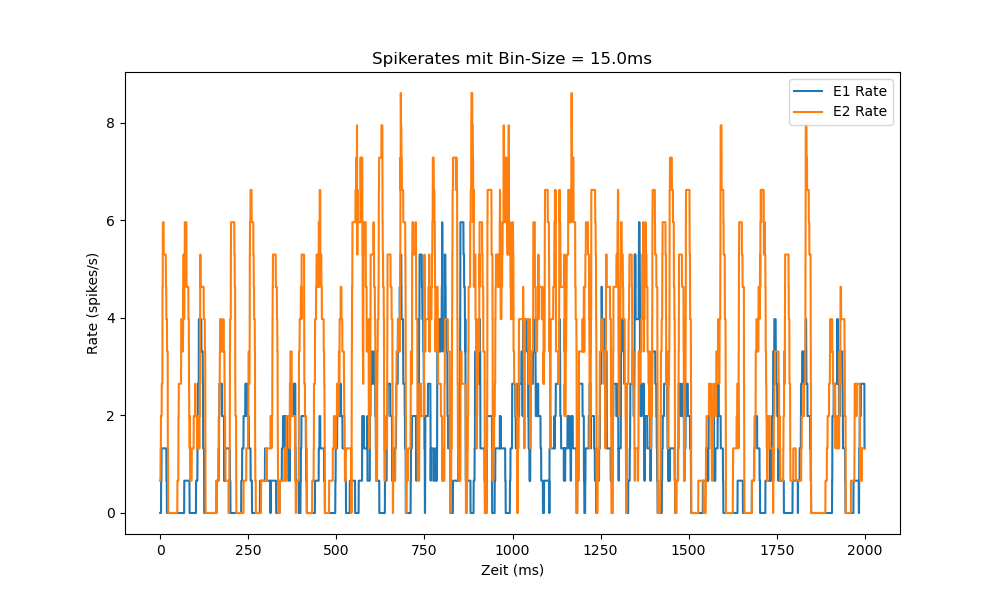 Spikerates mit Bin-Size = 15.0ms
E1 Rate
E2 Rate
Rate (spikes/s)
8
6
4
2
0
0 250 500 750 1000 1250 1500 1750 2000
Zeit (ms)